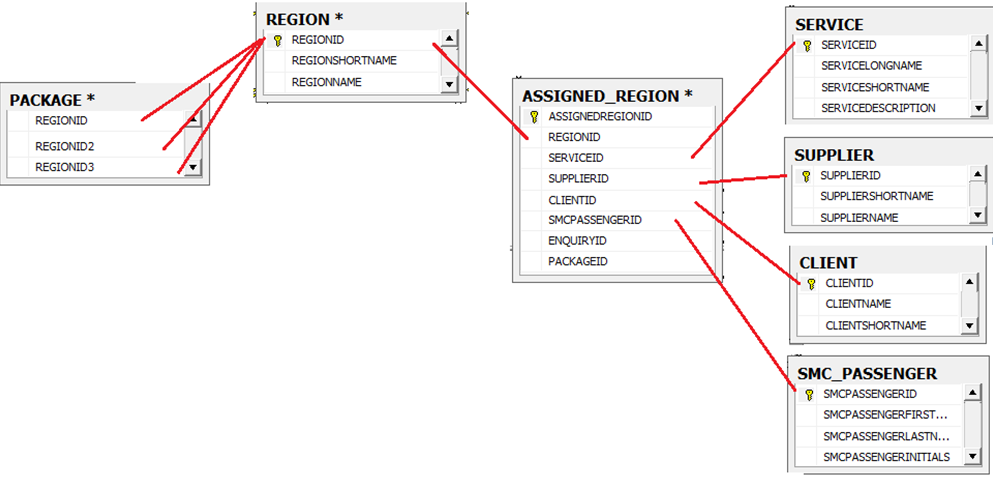 REGION *
REGIONID
REGIONSHORTNAME
REGIONNAME
PACKAGE *
REGIONID
REGIONID2
REGIONID3
ASSIGNED_REGION *
ASSIGNEDREGIONID
REGIONID
SERVICEID
SUPPLIERID
CLIENTID
SMCPASSENGERID
ENQUIRYID
PACKAGEID
SERVICE
SERVICEID
SERVICELONGNAME
SERVICESHORTNAME
SERVICEDESCRIPTION
SUPPLIER
SUPPLIERID
SUPPLIERSHORTNAME
SUPPLIERNAME
CLIENT
CLIENTID
CLIENTNAME
CLIENTSHORTNAME
SMC_PASSENGER
SMCPASSENGERID
SMCPASSENGERFIRST...
SMCPASSENGERLASTN...
SMCPASSENGERINITIALS